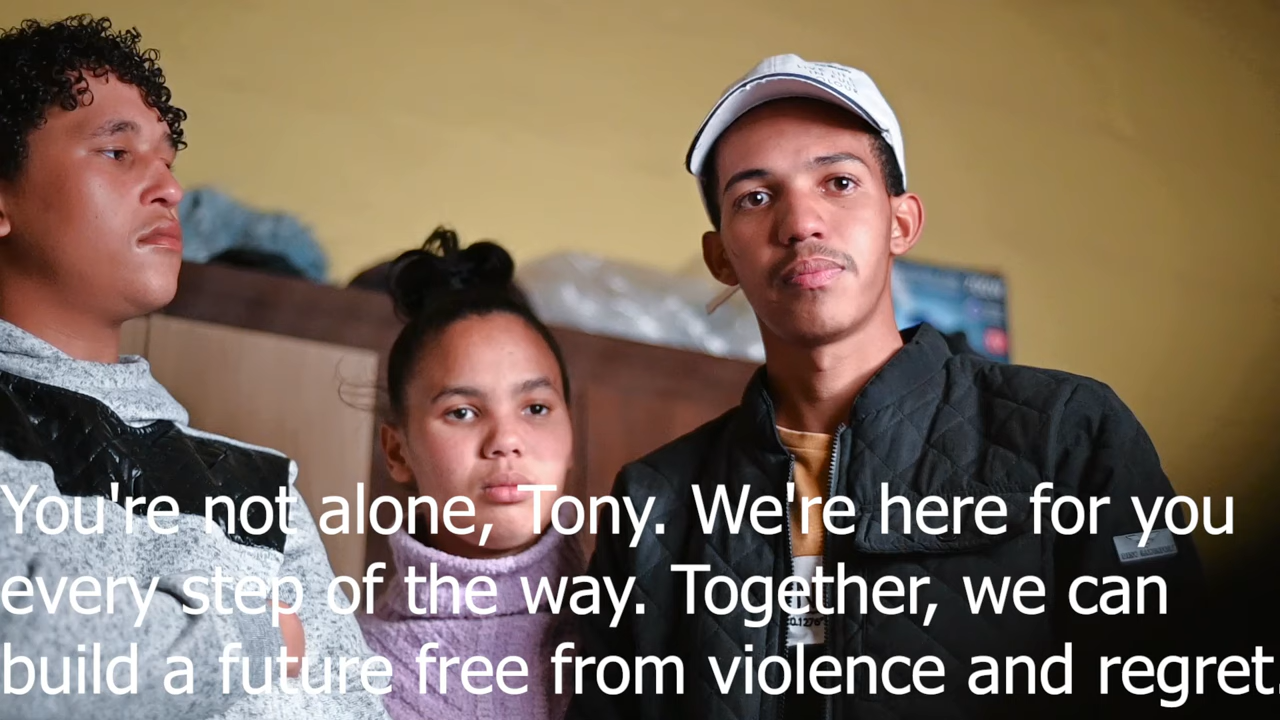 You're not alone, Tony. We're here for you
every step of the way. Together, we can
build a future free from violence and regret.